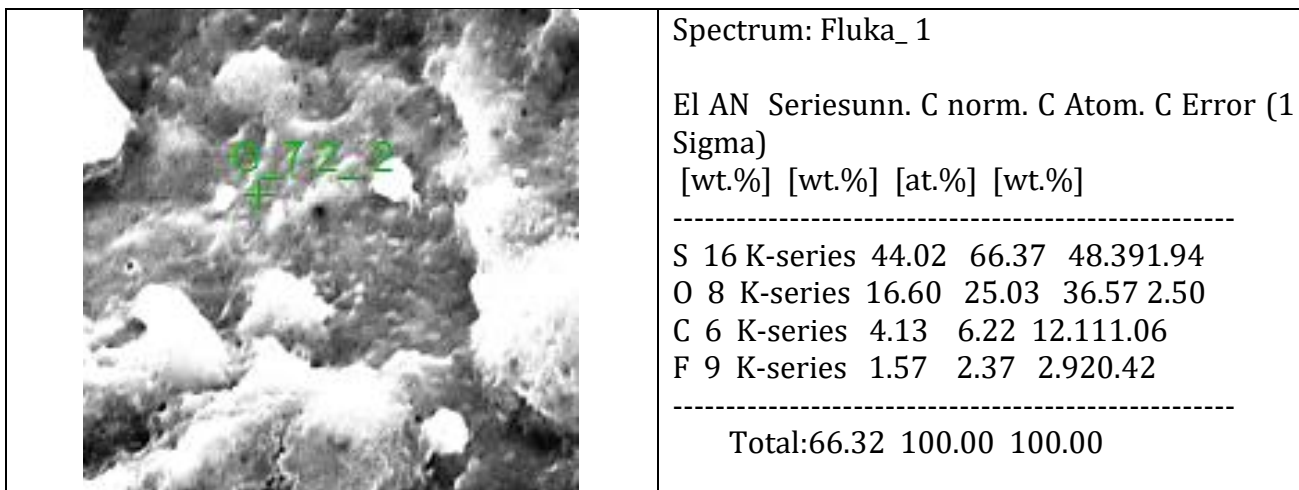 0_72_2
Spectrum: Fluka_ 1
El AN  Seriesunn. C norm. C Atom. C Error (1
Sigma)
[wt.%]  [wt.%]  [at.%]  [wt.%]
-----------------------------------------------------
S  16 K-series  44.02   66.37   48.391.94
O  8  K-series  16.60   25.03   36.57 2.50
C  6  K-series   4.13    6.22  12.111.06
F  9  K-series   1.57    2.37   2.920.42
-----------------------------------------------------
Total:66.32  100.00  100.00